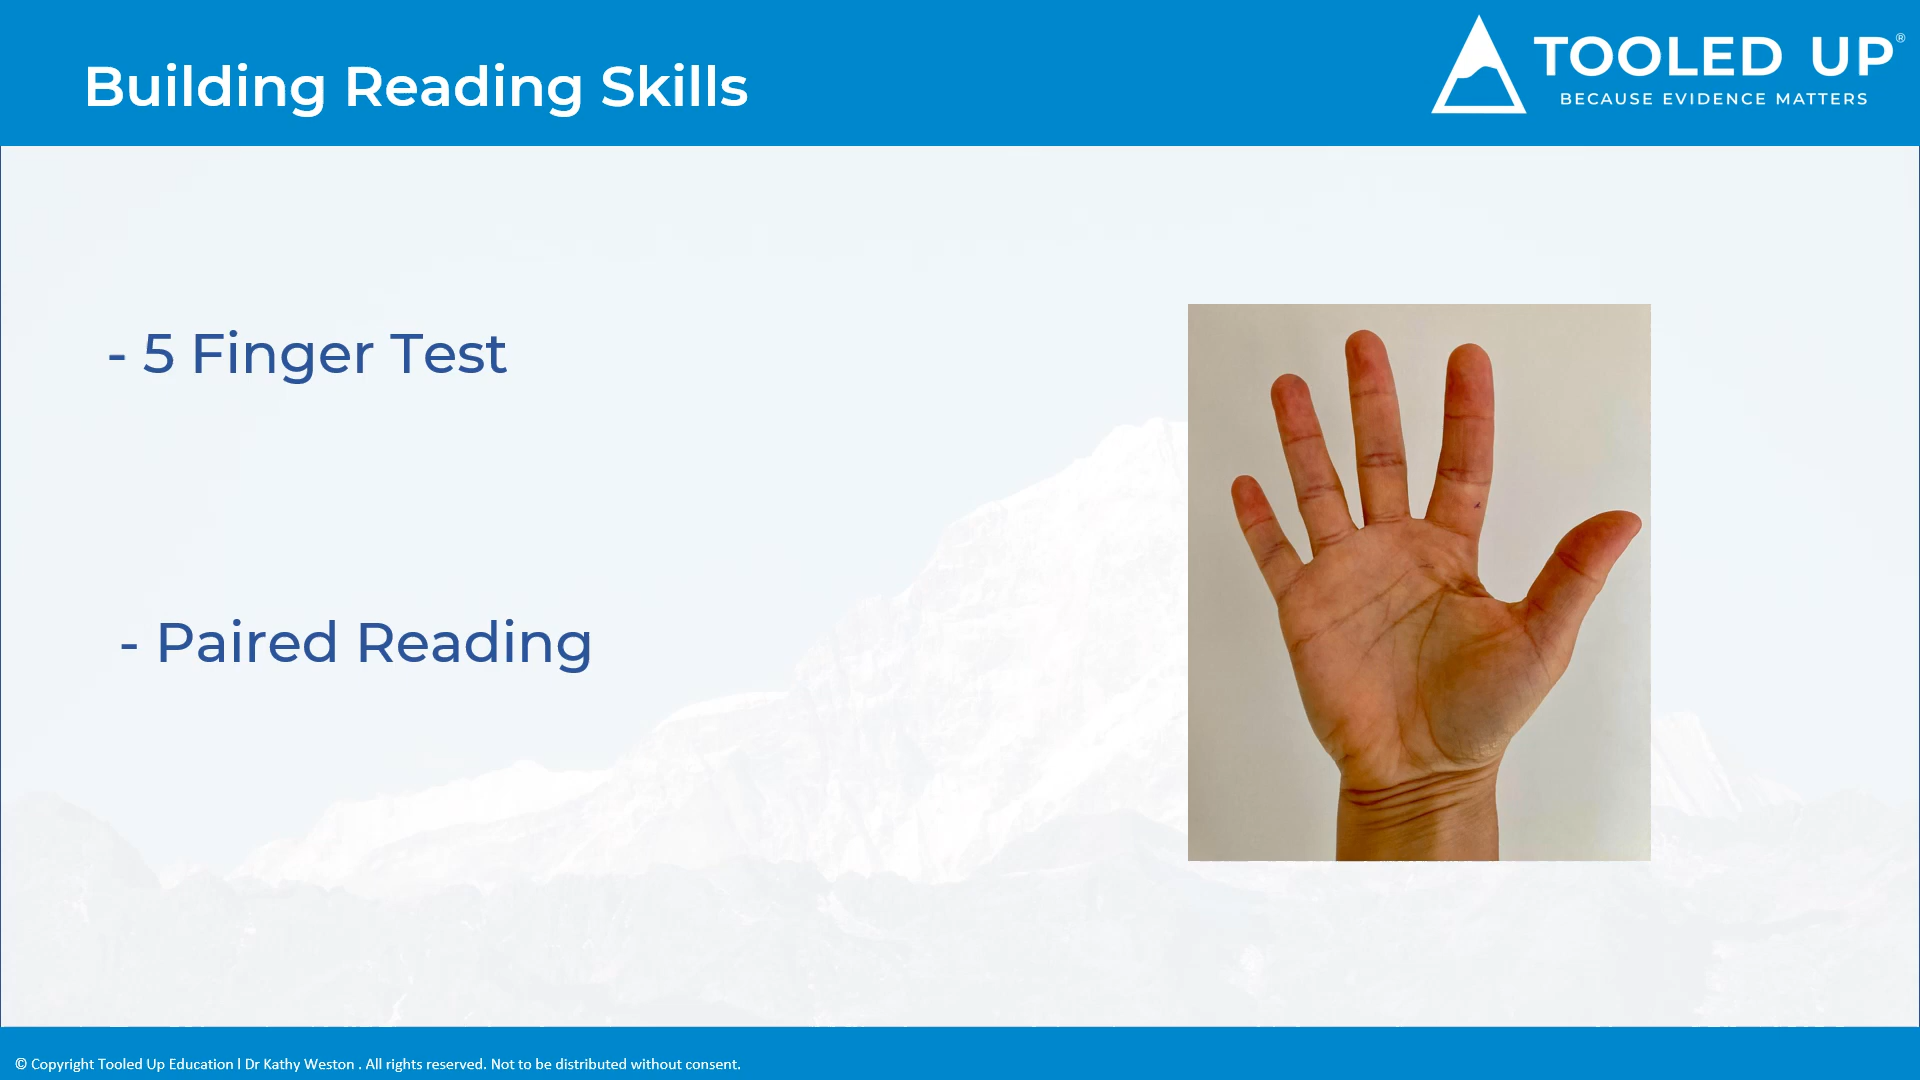 Building Reading Skills
TOOLED UP®
BECAUSE EVIDENCE MATTERS
- 5 Finger Test
- Paired Reading
© Copyright Tooled Up Education l Dr Kathy Weston . All rights reserved. Not to be distributed without consent.